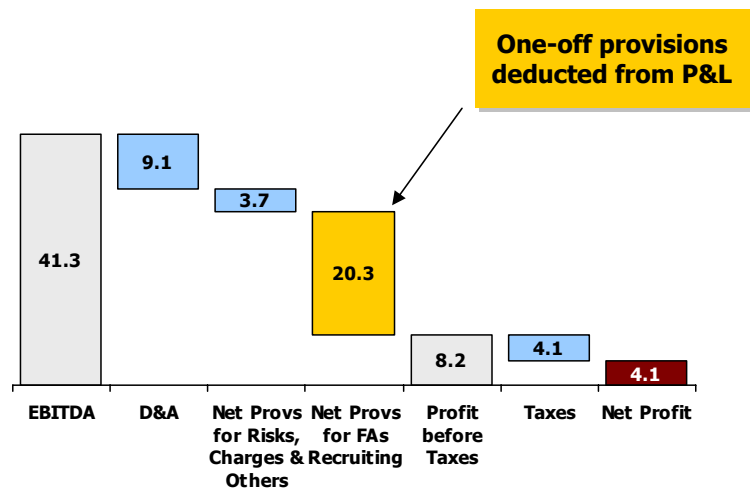 One-off provisions
deducted from P&L
9.1
3.7
41.3
20.3
8.2
4.1
4.1
EBITDA
D&A
Net Provs
for Risks,
Charges &
Others
Net Provs
for FAs
Recruiting
Profit
before
Taxes
Taxes
Net Profit